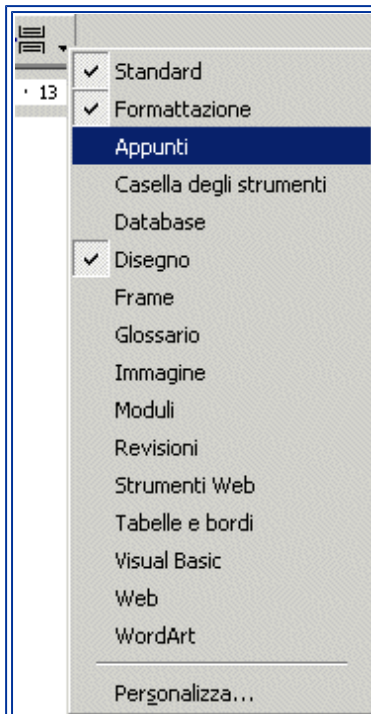 · 13
Standard
Formattazione
Appunti
Casella degli strumenti
Database
Disegno
Frame
Glossario
Immagine
Moduli
Revisioni
Strumenti Web
Tabelle e bordi
Visual Basic
Web
WordArt
Personalizza...